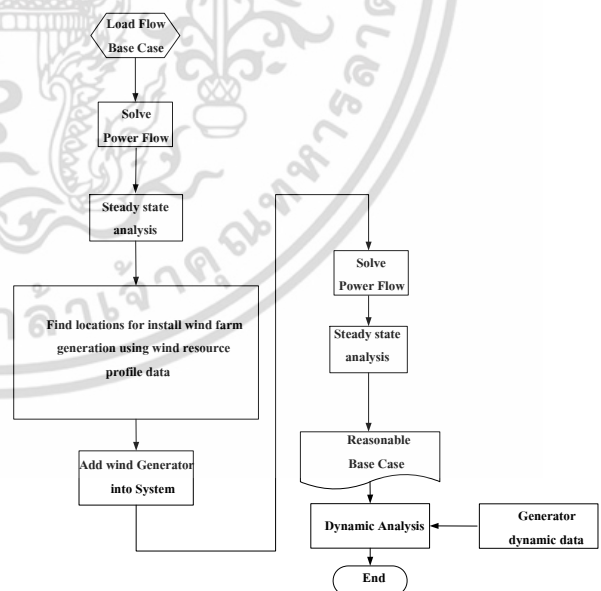 Load Flow
Base Case
Solve
Power Flow
Steady state
analysis
Find locations for install wind farm
generation using wind resource
profile data
Add wind Generator
into System
Solve
Power Flow
Steady state
analysis
Reasonable
Base Case
Dynamic Analysis
Generator
dynamic data
End